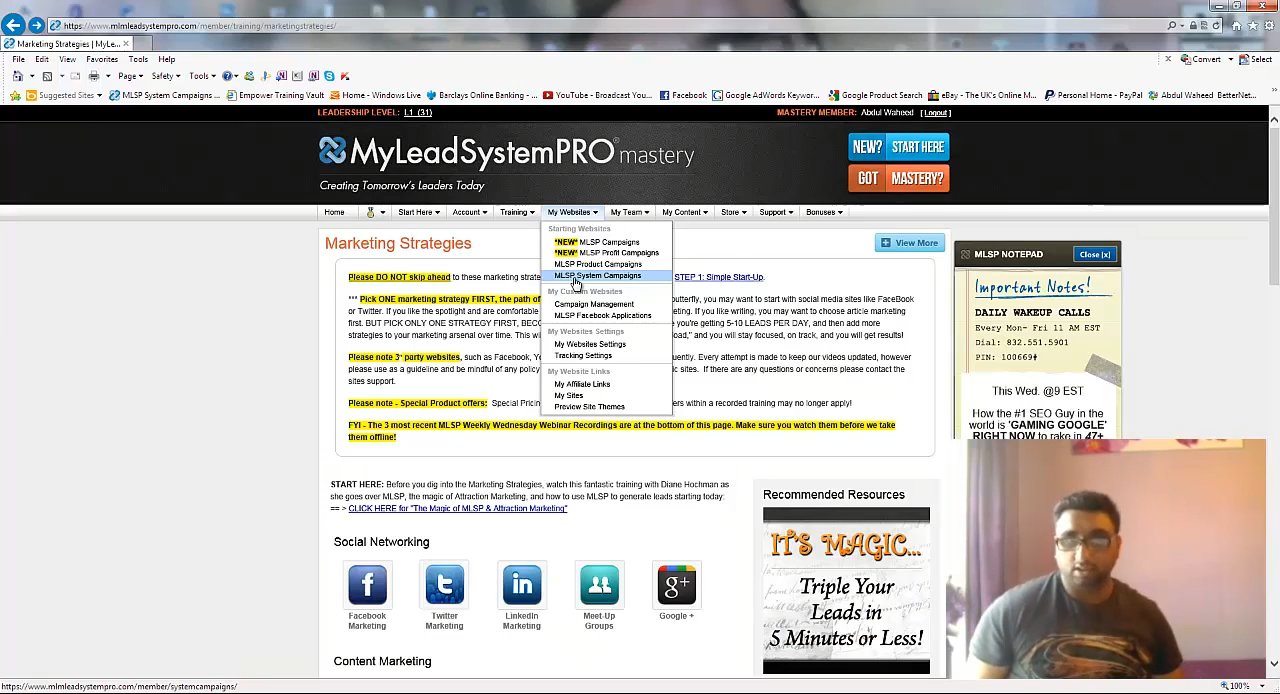 https://www.mlmleadsystempro.com/member/training/marketingstrategies/
Marketing Strategies | MyLe...
File Edit View Favorites Tools Help
Convert Select
Page Safety Tools
Suggested Sites MLSP System Campaigns ... Empower Training Vault Home - Windows Live Barclays Online Banking - ... YouTube - Broadcast You... Facebook Google AdWords Keywor... Google Product Search eBay - The UK's Online M... Personal Home - PayPal Abdul Waheed BetterNet...
LEADERSHIP LEVEL: L1 (31) MASTERY MEMBER: Abdul Waheed [Logout]
MyLeadSystemPRO® mastery
Creating Tomorrow's Leaders Today
NEW? START HERE
GOT MASTERY?
Home Start Here Account Training My Websites My Team My Content Store Support Bonuses
Starting Websites
*NEW* MLSP Campaigns
*NEW* MLSP Profit Campaigns
MLSP Product Campaigns
MLSP System Campaigns
My Custom Websites
Campaign Management
MLSP Facebook Applications
My Websites Settings
My Websites Settings
Tracking Settings
My Website Links
My Affiliate Links
My Sites
Preview Site Themes
Marketing Strategies
View More
Please DO NOT skip ahead to these marketing strate STEP 1: Simple Start-Up.
*** Pick ONE marketing strategy FIRST, the path of utterfly, you may want to start with social media sites like FaceBook
or Twitter. If you like the spotlight and are comfortable keting. If you like writing, you may want to choose article marketing
first. BUT PICK ONLY ONE STRATEGY FIRST, BEC you're getting 5-10 LEADS PER DAY, and then add more
strategies to your marketing arsenal over time. This wi oad," and you will stay focused, on track, and you will get results!
Please note 3rd party websites, such as Facebook, Yo uently. Every attempt is made to keep our videos updated, however
please use as a guideline and be mindful of any policy ic sites. If there are any questions or concerns please contact the
sites support.
Please note - Special Product offers: Special Pricin ers within a recorded training may no longer apply!
FYI - The 3 most recent MLSP Weekly Wednesday Webinar Recordings are at the bottom of this page. Make sure you watch them before we take
them offline!
START HERE: Before you dig into the Marketing Strategies, watch this fantastic training with Diane Hochman as
she goes over MLSP, the magic of Attraction Marketing, and how to use MLSP to generate leads starting today:
== > CLICK HERE for "The Magic of MLSP & Attraction Marketing"
Social Networking
Facebook Marketing
Twitter Marketing
LinkedIn Marketing
Meet-Up Groups
Google +
Content Marketing
Recommended Resources
IT'S MAGIC...
Triple Your
Leads in
5 Minutes or Less!
MLSP NOTEPAD Close [x]
Important Notes!
DAILY WAKEUP CALLS
Every Mon- Fri 11 AM EST
Dial: 832.551.5901
PIN: 100669#
This Wed. @9 EST
How the #1 SEO Guy in the
world is 'GAMING GOOGLE'
RIGHT NOW to rake in 47+
https://www.mlmleadsystempro.com/member/systemcampaigns/
100%